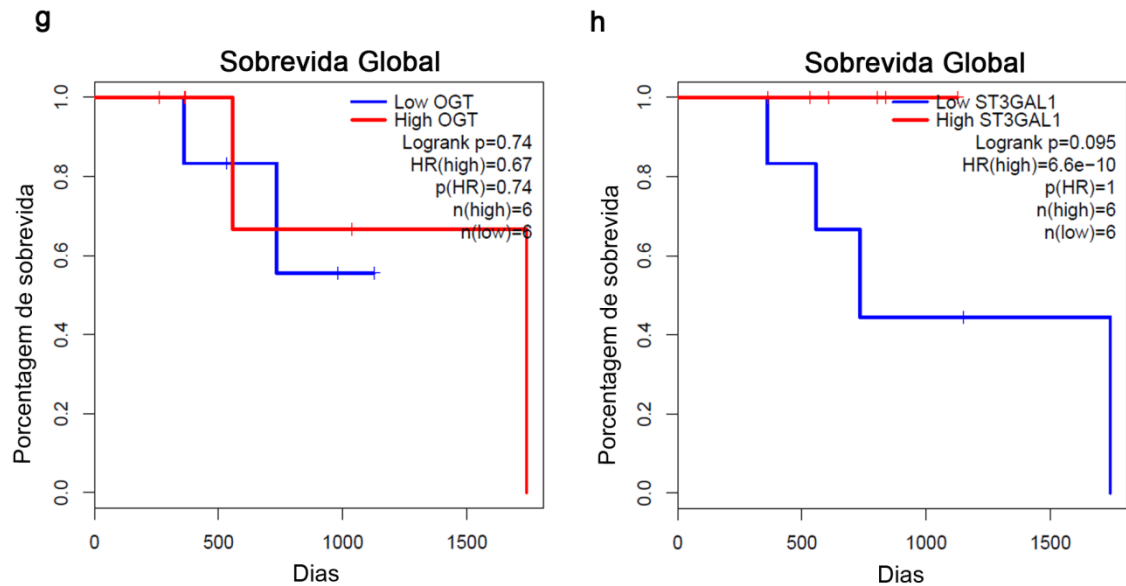 g
Sobrevida Global
Porcentagem de sobrevida
1.0
0.8
0.6
0.4
0.2
0.0
Low OGT
High OGT
Logrank p=0.74
HR(high)=0.67
p(HR)=0.74
n(high)=6
n(low)=6
0 500 1000 1500
Dias
h
Sobrevida Global
Porcentagem de sobrevida
1.0
0.8
0.6
0.4
0.2
0.0
Low ST3GAL1
High ST3GAL1
Logrank p=0.095
HR(high)=6.6e−10
p(HR)=1
n(high)=6
n(low)=6
0 500 1000 1500
Dias